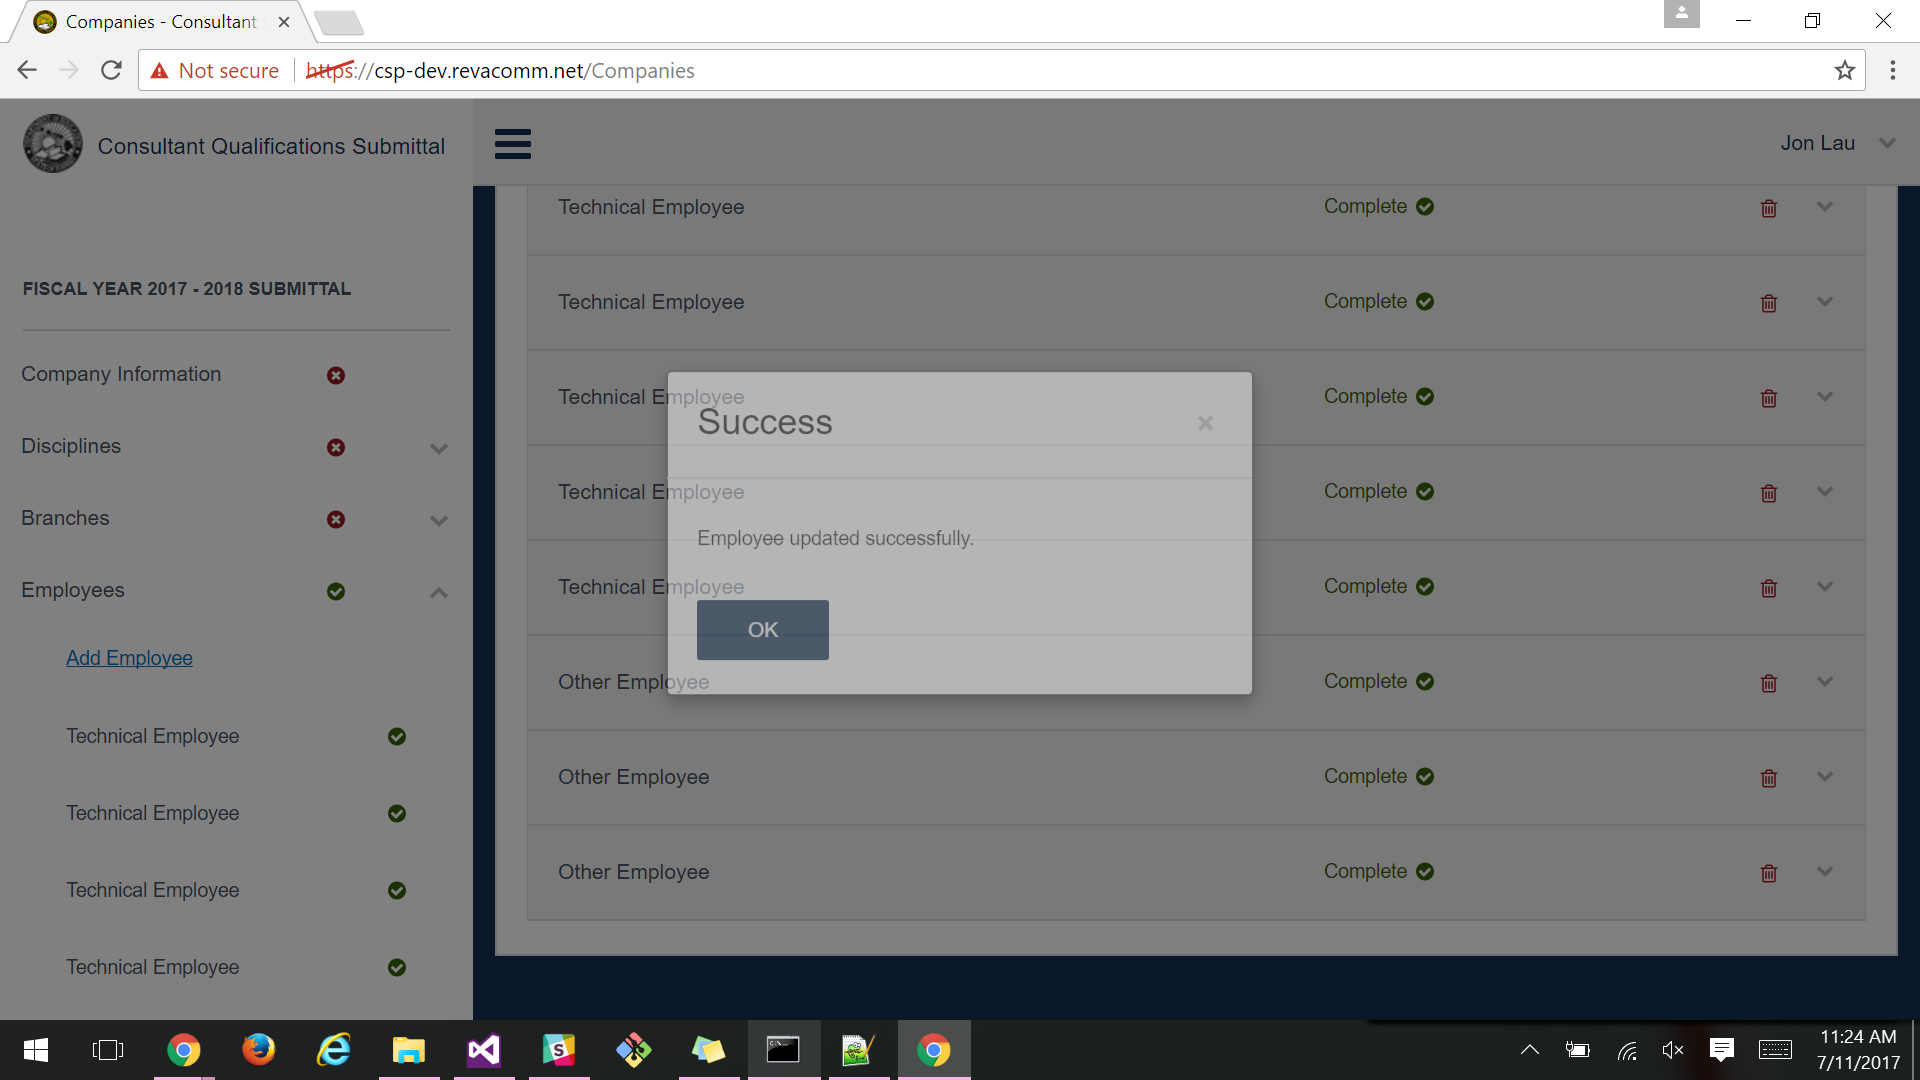 Companies - Consultant
Not secure
https://csp-dev.revacomm.net/Companies
Consultant Qualifications Submittal
Jon Lau
FISCAL YEAR 2017 - 2018 SUBMITTAL
Company Information
Disciplines
Branches
Employees
Add Employee
Technical Employee
Technical Employee
Technical Employee
Technical Employee
Technical Employee Complete
Technical Employee Complete
Technical Employee Complete
Technical Employee Complete
Technical Employee Complete
Other Employee Complete
Other Employee Complete
Other Employee Complete
Success
Employee updated successfully.
OK
11:24 AM
7/11/2017